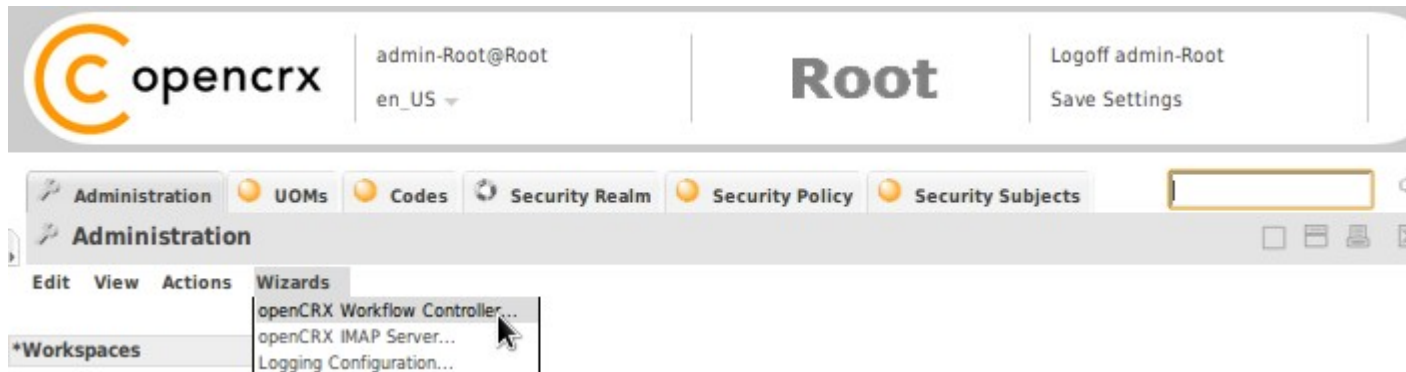 opencrx
admin-Root@Root
en_US
Root
Logoff admin-Root
Save Settings
Administration UOMs Codes Security Realm Security Policy Security Subjects
Administration
Edit View Actions Wizards
openCRX Workflow Controller...
openCRX IMAP Server...
*Workspaces
Logging Configuration...